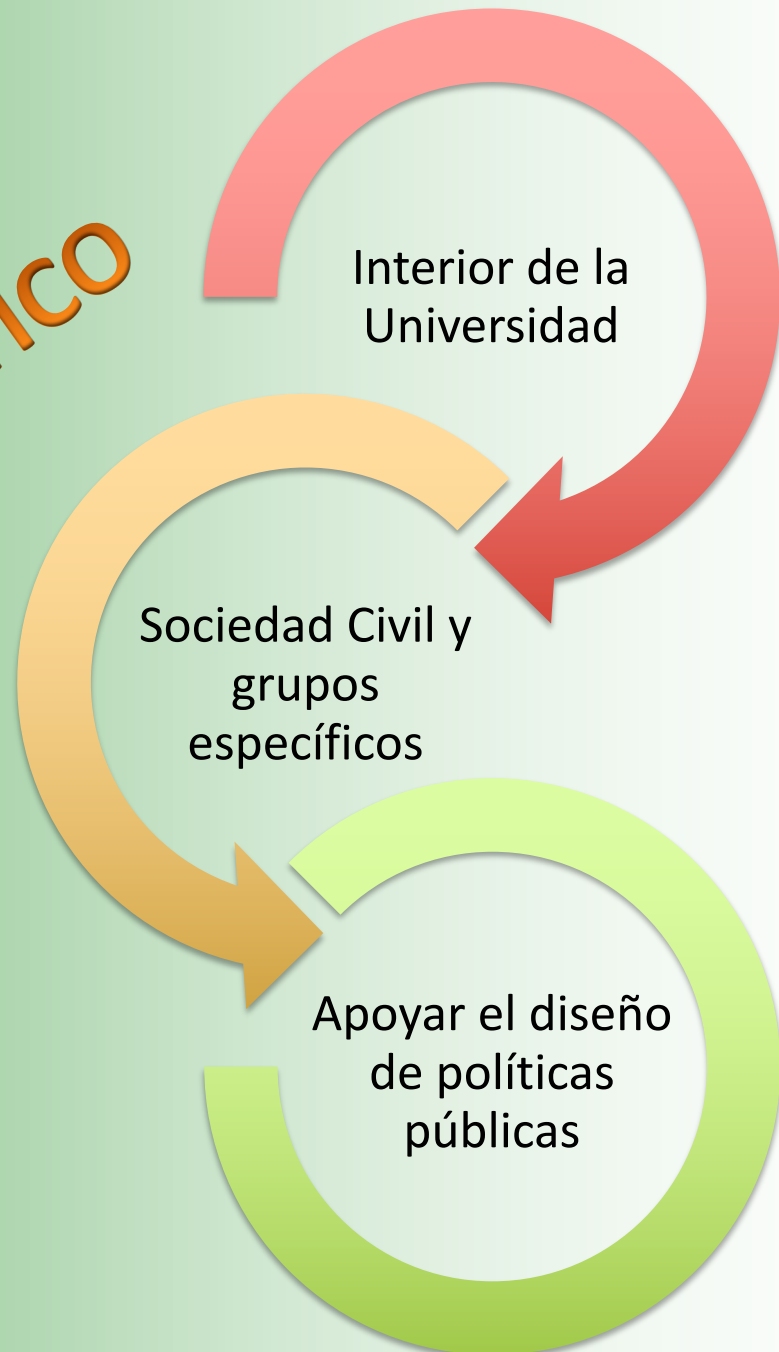 Interior de la
Universidad
Sociedad Civil y
grupos
específicos
Apoyar el diseño
de políticas
públicas